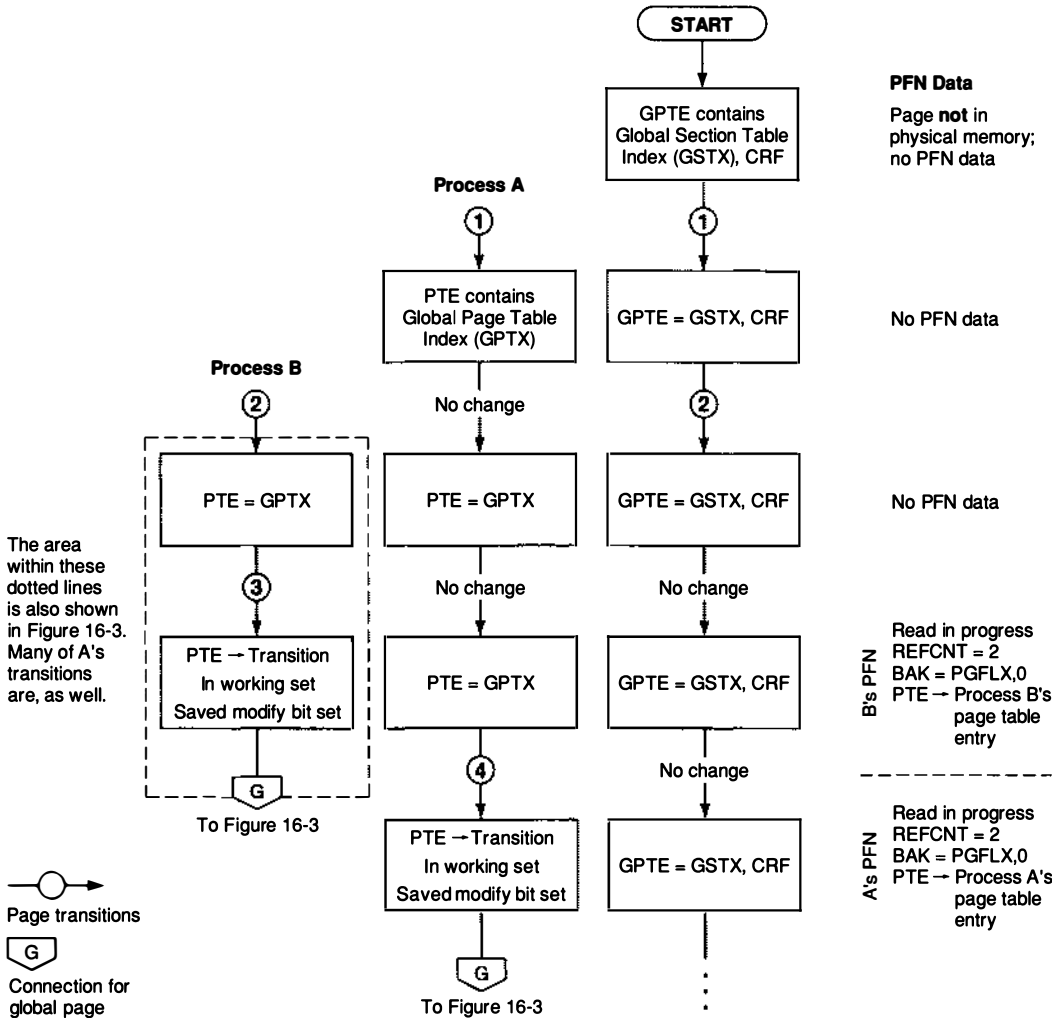 START
PFN Data
Page not in
physical memory;
no PFN data
GPTE contains
Global Section Table
Index (GSTX), CRF
Process A
1
1
PTE contains
Global Page Table
Index (GPTX)
GPTE = GSTX, CRF
No PFN data
Process B
2
No change
2
PTE = GPTX
PTE = GPTX
GPTE = GSTX, CRF
No PFN data
The area
within these
dotted lines
is also shown
in Figure 16-3.
Many of A's
transitions
are, as well.
3
No change
No change
PTE → Transition
In working set
Saved modify bit set
PTE = GPTX
GPTE = GSTX, CRF
B's PFN
Read in progress
REFCNT = 2
BAK = PGFLX,0
PTE → Process B's
page table
entry
G
To Figure 16-3
4
No change
PTE → Transition
In working set
Saved modify bit set
GPTE = GSTX, CRF
A's PFN
Read in progress
REFCNT = 2
BAK = PGFLX,0
PTE → Process A's
page table
entry
G
To Figure 16-3
Page transitions
G
Connection for
global page